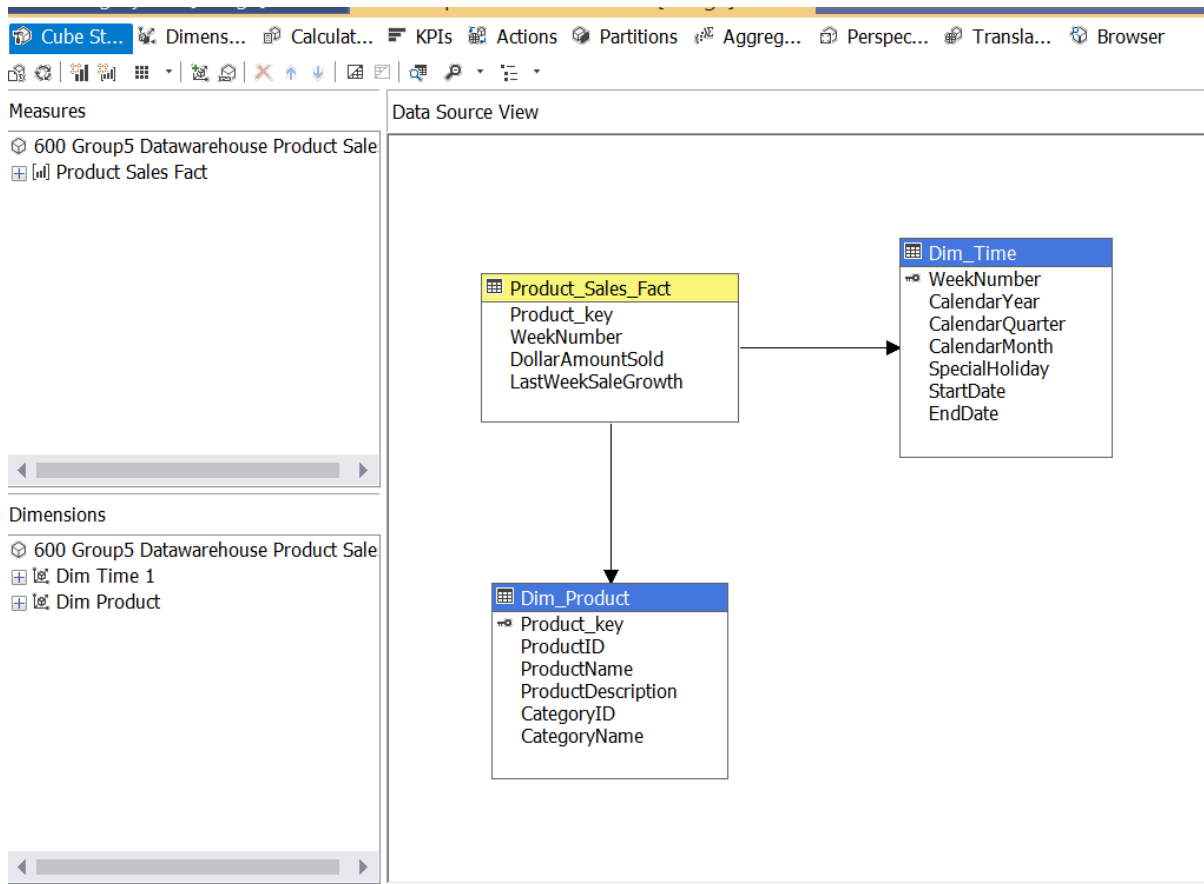 Cube St... Dimens... Calculat... KPIs Actions Partitions Aggreg... Perspec... Transla... Browser
Measures
600 Group5 Datawarehouse Product Sale
Product Sales Fact
Dimensions
600 Group5 Datawarehouse Product Sale
Dim Time 1
Dim Product
Data Source View
Product_Sales_Fact
Product_key
WeekNumber
DollarAmountSold
LastWeekSaleGrowth
Dim_Time
WeekNumber
CalendarYear
CalendarQuarter
CalendarMonth
SpecialHoliday
StartDate
EndDate
Dim_Product
Product_key
ProductID
ProductName
ProductDescription
CategoryID
CategoryName